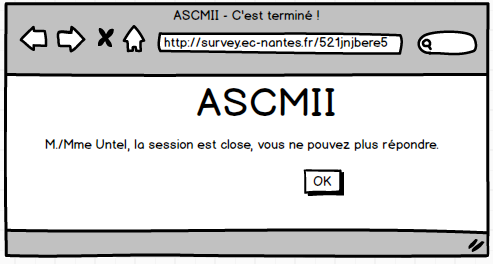 ASCMII - C'est terminé !
http://survey.ec-nantes.fr/521jnjbere5
ASCMII
M./Mme Untel, la session est close, vous ne pouvez plus répondre.
OK